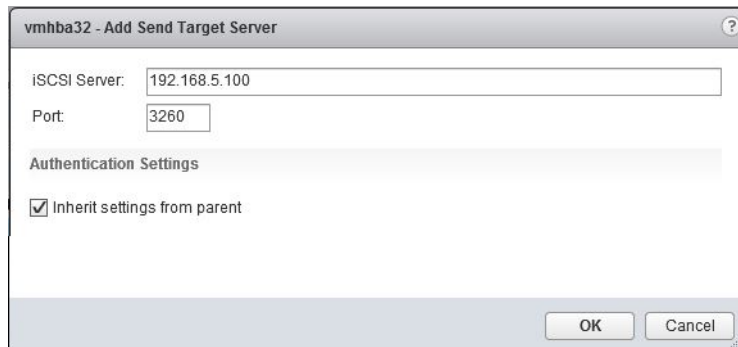 vmhba32 - Add Send Target Server
?
iSCSI Server: 192.168.5.100
Port: 3260
Authentication Settings
Inherit settings from parent
OK Cancel